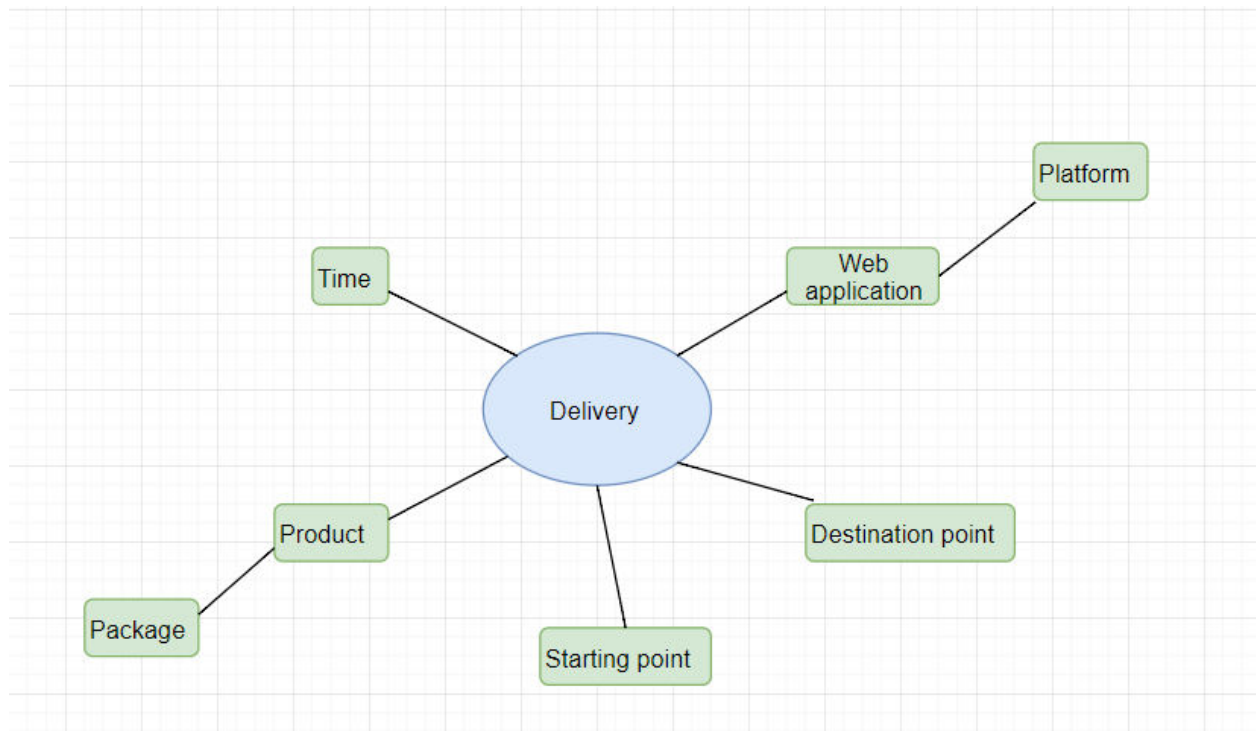 Platform
Time
Web
application
Delivery
Product
Destination point
Package
Starting point